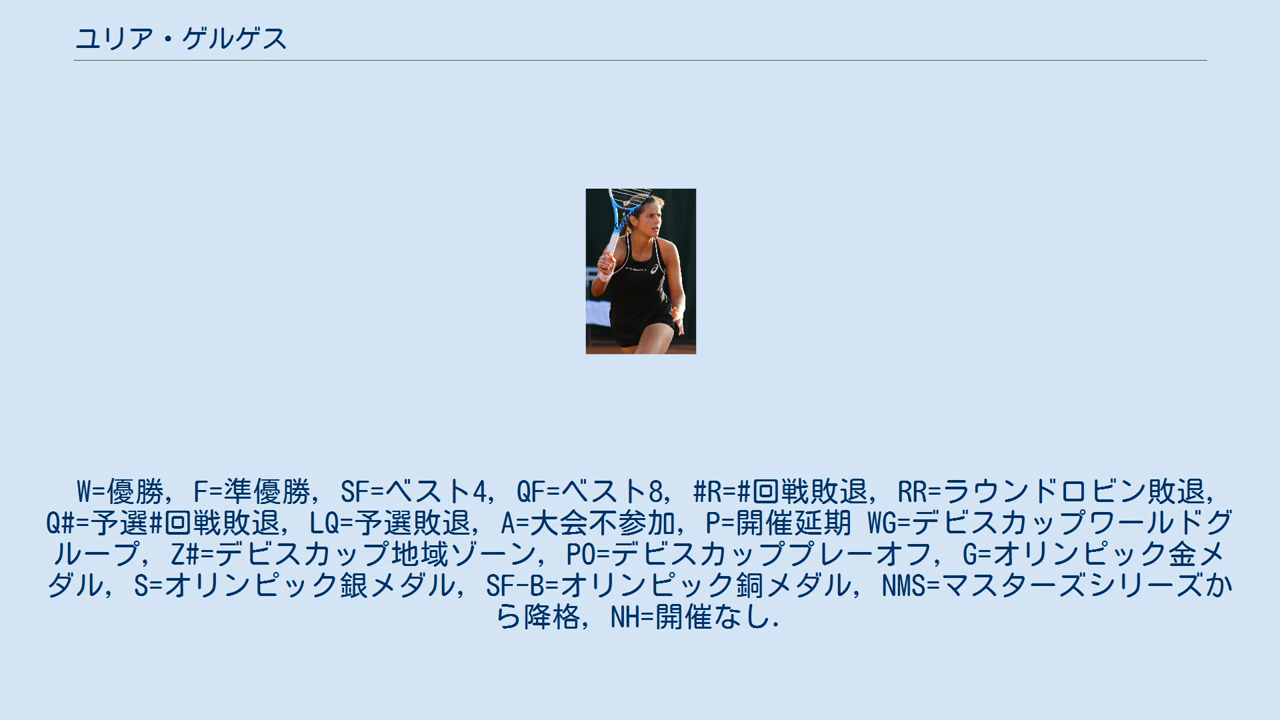 ユリア・ゲルゲス
W=優勝, F=準優勝, SF=ベスト4, QF=ベスト8, #R=#回戦敗退, RR=ラウンドロビン敗退,
Q#=予選#回戦敗退, LQ=予選敗退, A=大会不参加, P=開催延期 WG=デビスカップワールドグ
ループ, Z#=デビスカップ地域ゾーン, PO=デビスカッププレーオフ, G=オリンピック金メ
ダル, S=オリンピック銀メダル, SF-B=オリンピック銅メダル, NMS=マスターズシリーズか
ら降格, NH=開催なし.